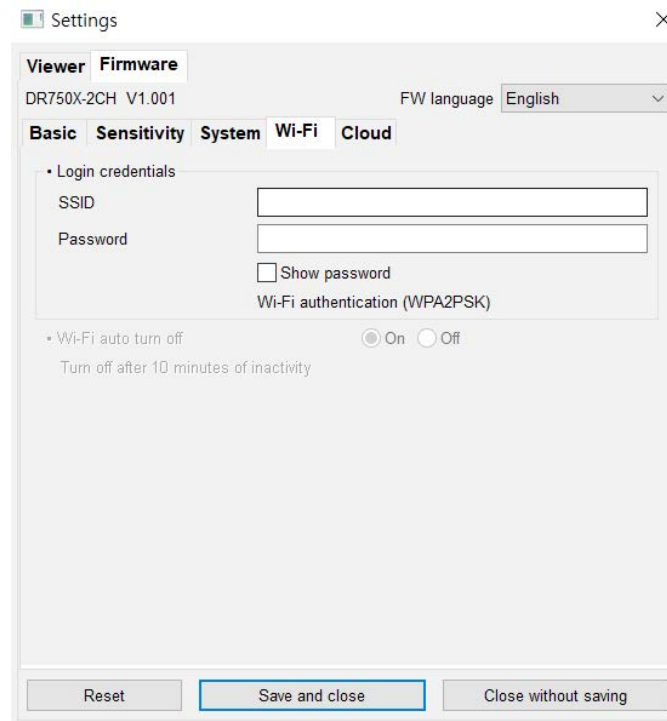 Settings
Viewer Firmware
DR750X-2CH V1.001 FW language English
Basic Sensitivity System Wi-Fi Cloud
• Login credentials
SSID
Password
Show password
Wi-Fi authentication (WPA2PSK)
• Wi-Fi auto turn off On Off
Turn off after 10 minutes of inactivity
Reset Save and close Close without saving